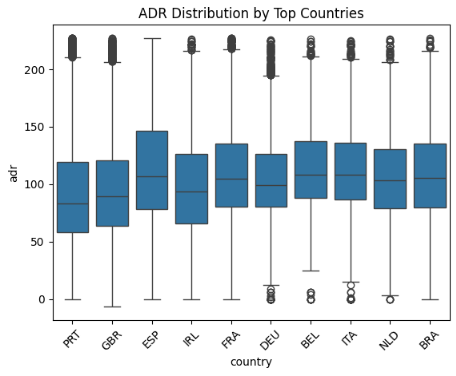 ADR Distribution by Top Countries
adr
200
150
100
50
0
PRT
GBR
ESP
IRL
FRA
DEU
BEL
ITA
NLD
BRA
country